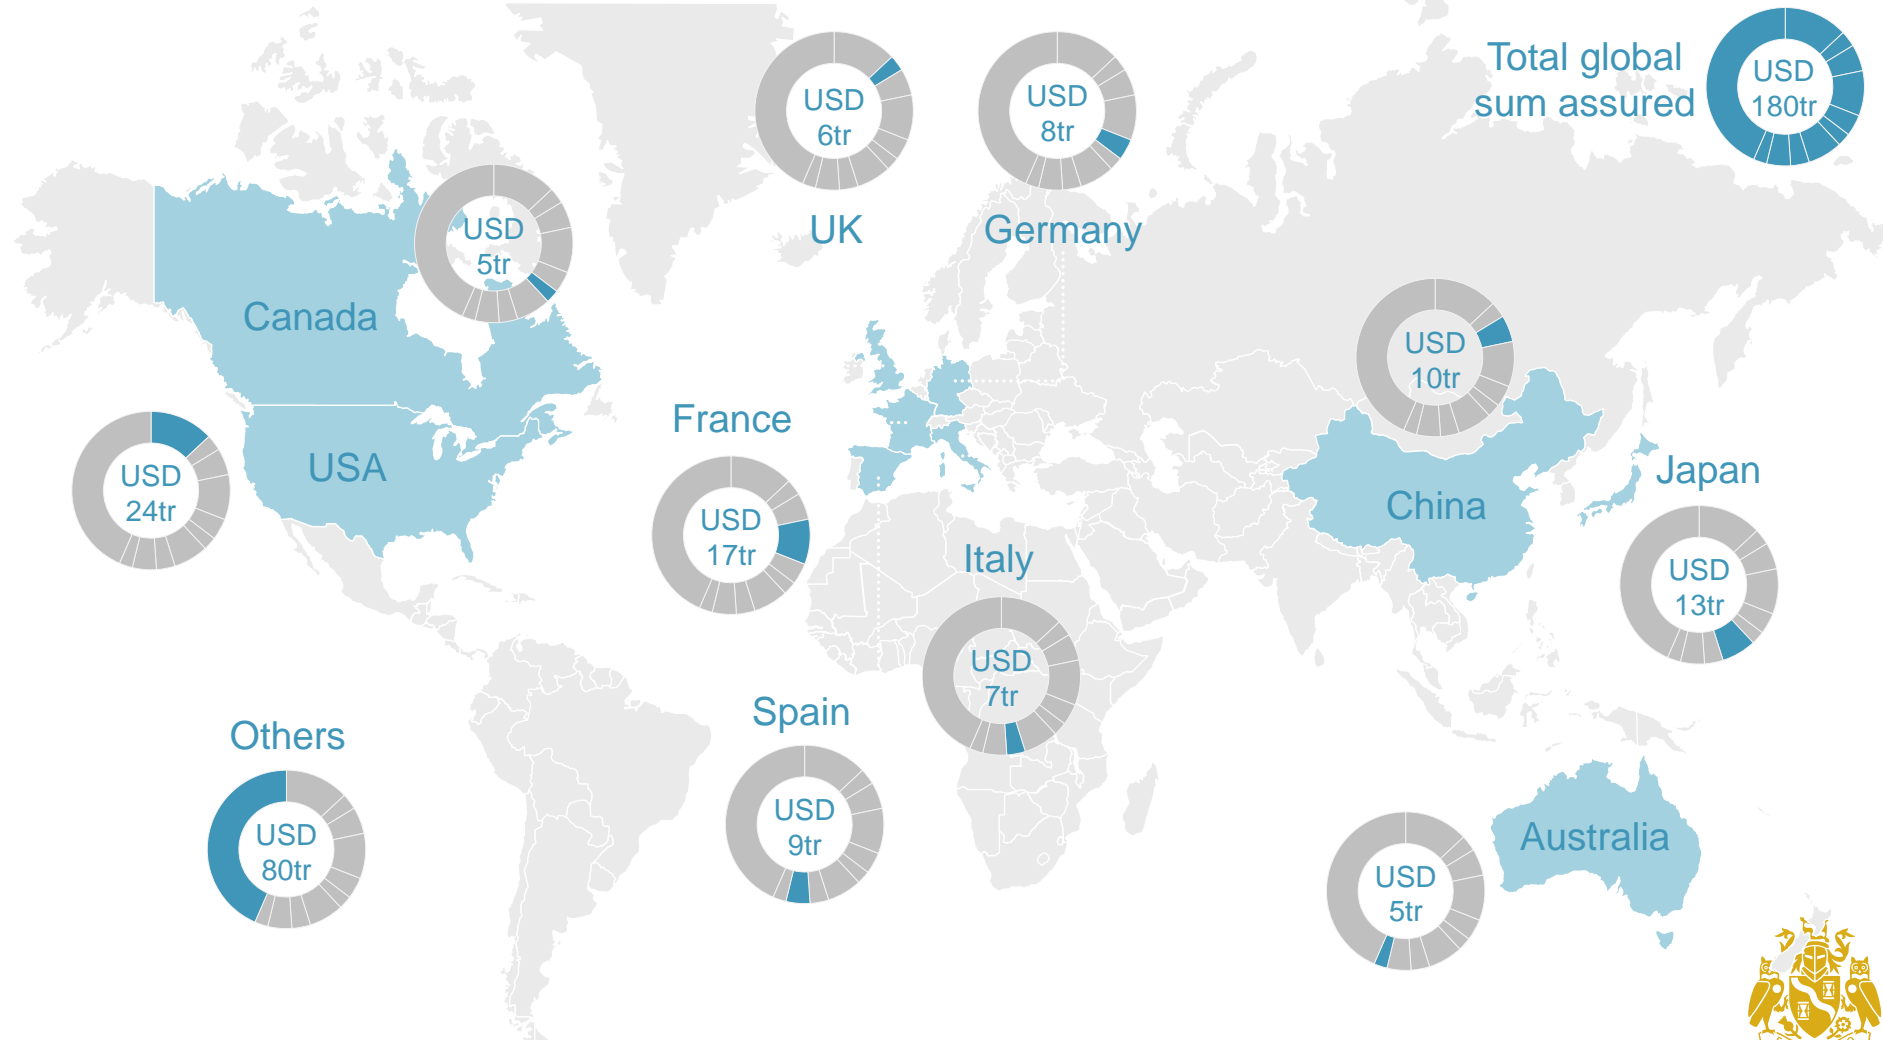 Total global
sum assured
USD
180tr
USD
6tr
UK
USD
8tr
Germany
USD
5tr
Canada
USD
24tr
USA
France
USD
17tr
USD
10tr
China
Japan
USD
13tr
Italy
USD
7tr
Spain
USD
9tr
Others
USD
80tr
Australia
USD
5tr